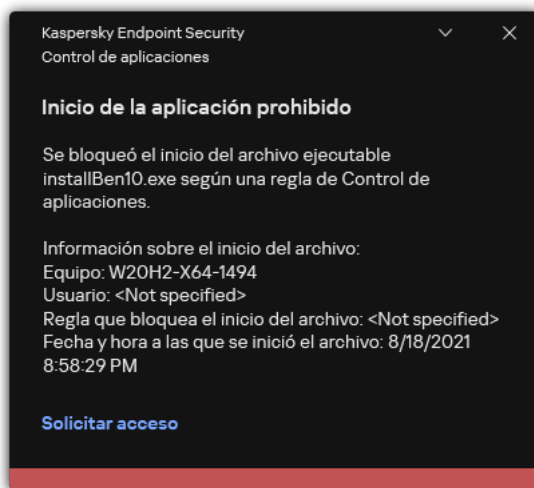 Kaspersky Endpoint Security
Control de aplicaciones
Inicio de la aplicación prohibido
Se bloqueó el inicio del archivo ejecutable
installBen10.exe según una regla de Control de
aplicaciones.
Información sobre el inicio del archivo:
Equipo: W20H2-X64-1494
Usuario: <Not specified>
Regla que bloquea el inicio del archivo: <Not specified>
Fecha y hora a las que se inició el archivo: 8/18/2021
8:58:29 PM
Solicitar acceso